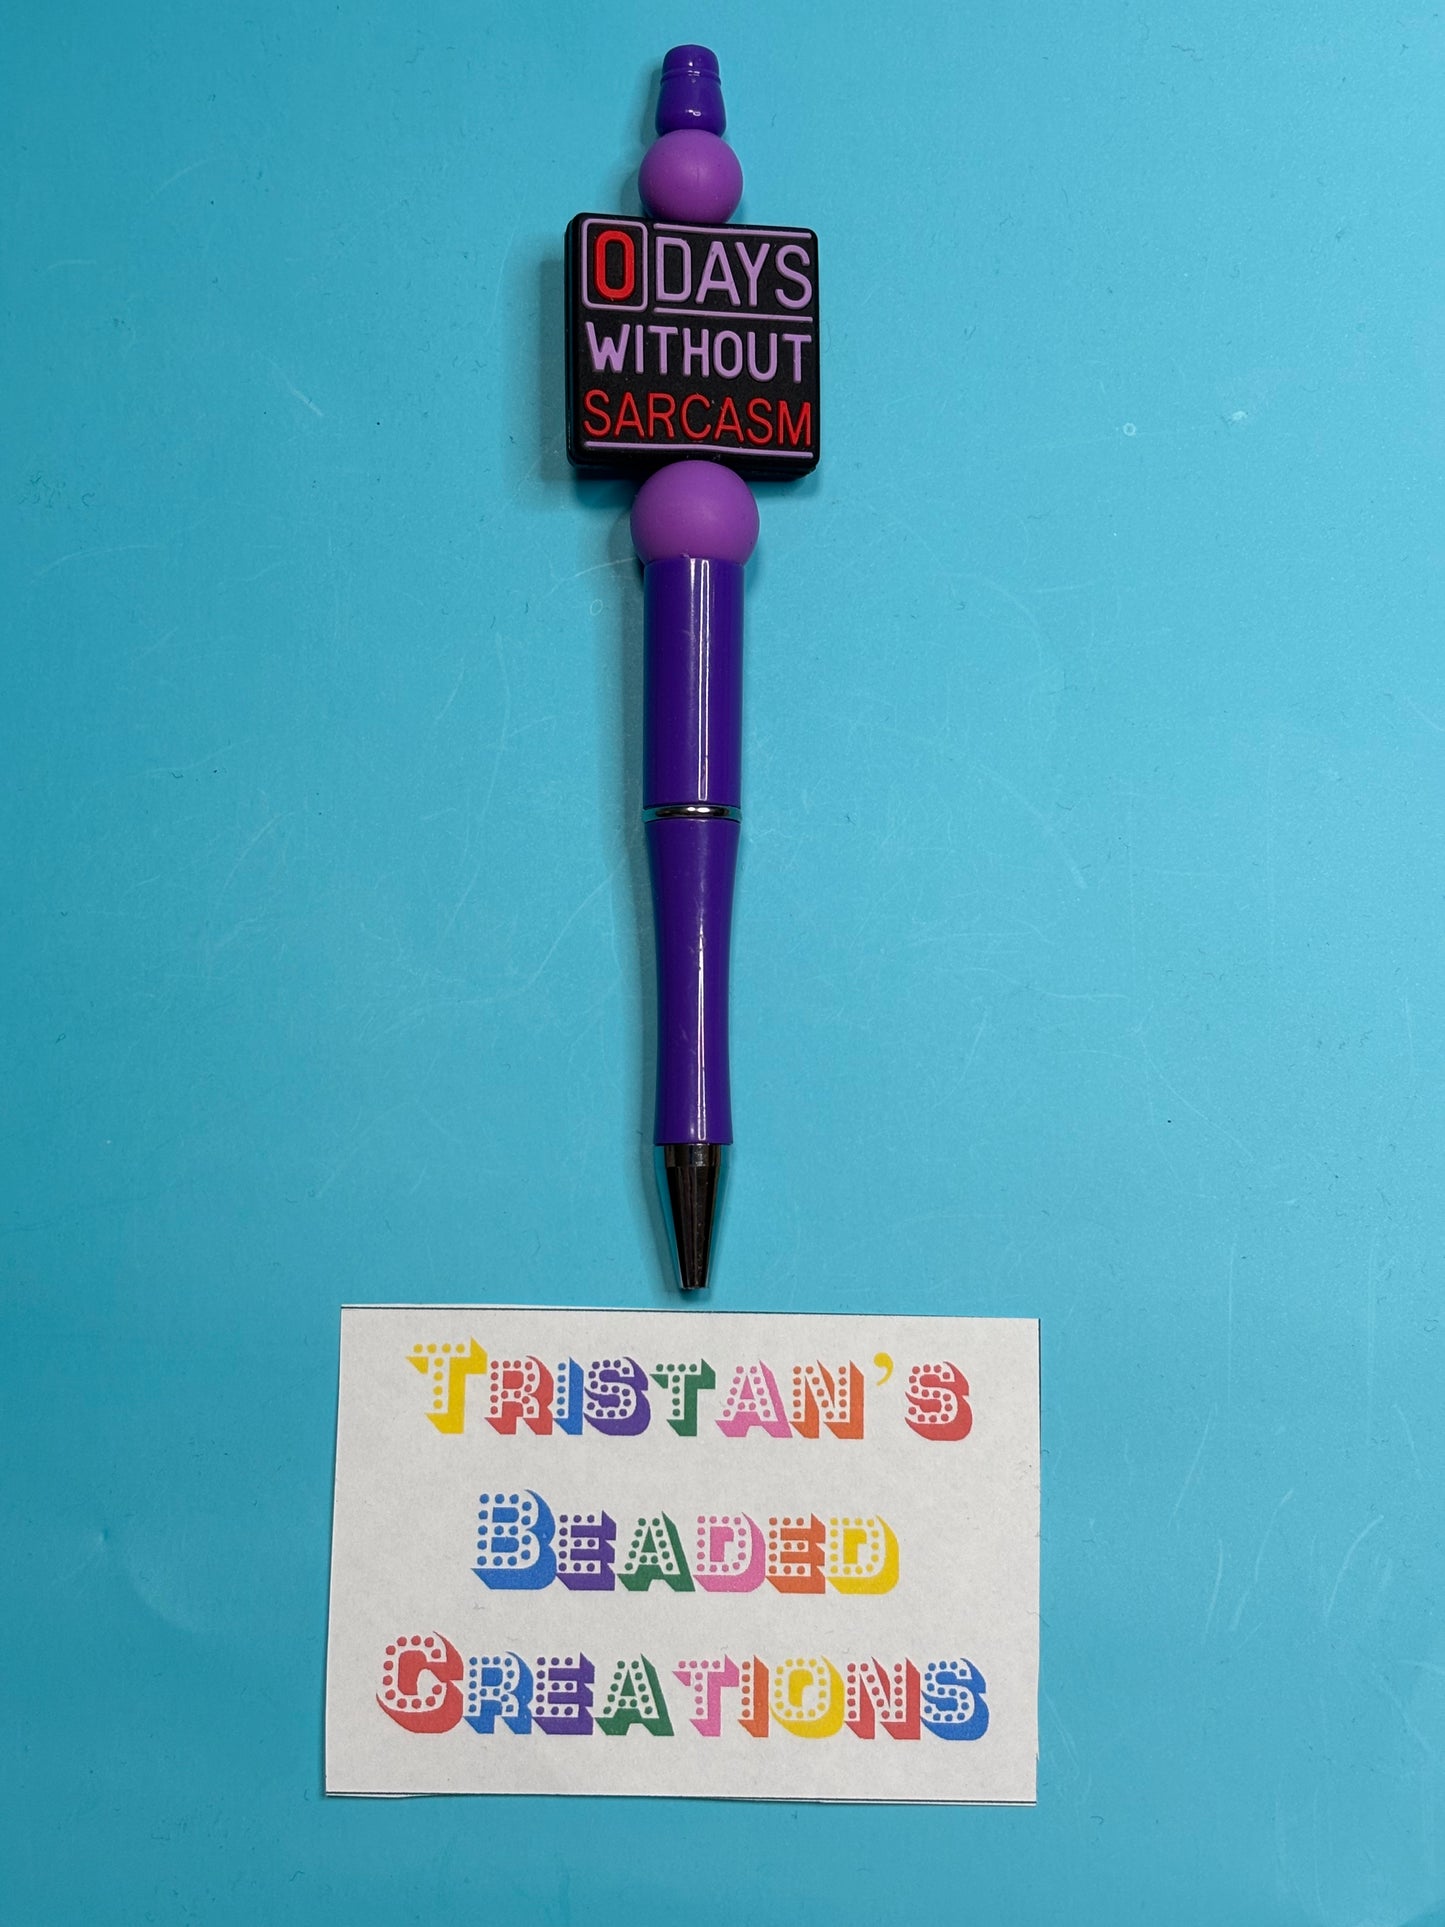 0 DAYS
WITHOUT
SARCASM
TRISTAN'S
BEADED
CREATIONS